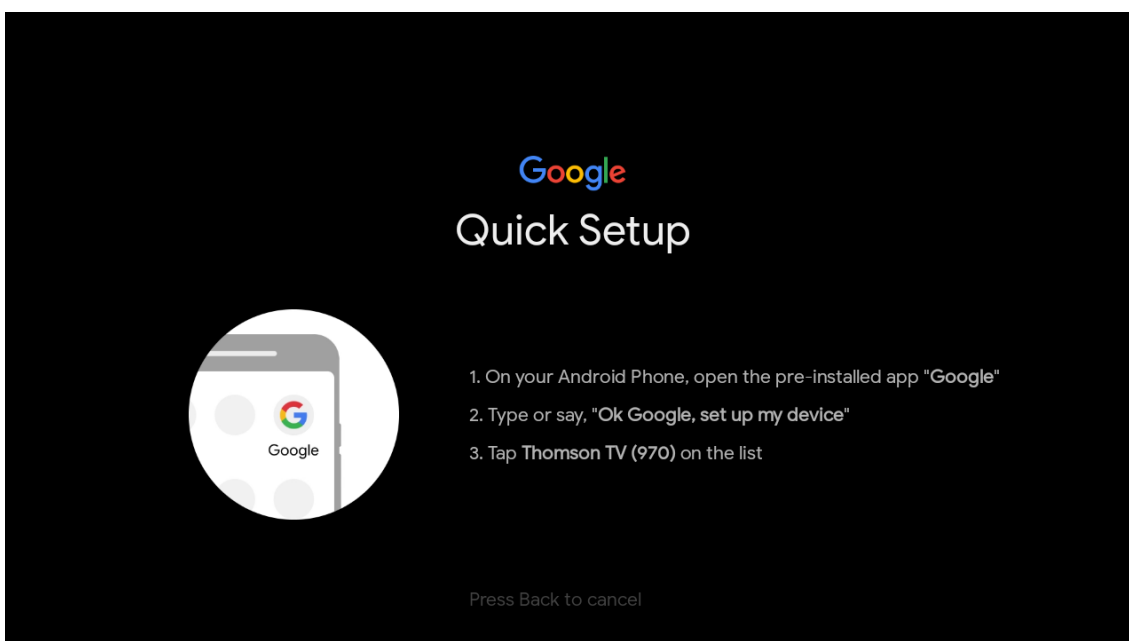 Google
Quick Setup
Google
1. On your Android Phone, open the pre-installed app "Google"
2. Type or say, "Ok Google, set up my device"
3. Tap Thomson TV (970) on the list
Press Back to cancel